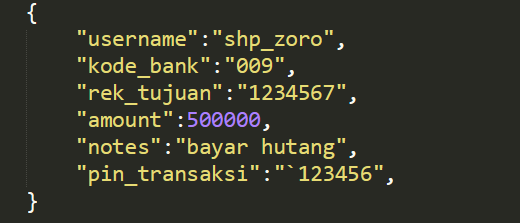 {
"username":"shp_zoro",
"kode_bank":"009",
"rek_tujuan":"1234567",
"amount":500000,
"notes":"bayar hutang",
"pin_transaksi":"`123456",
}